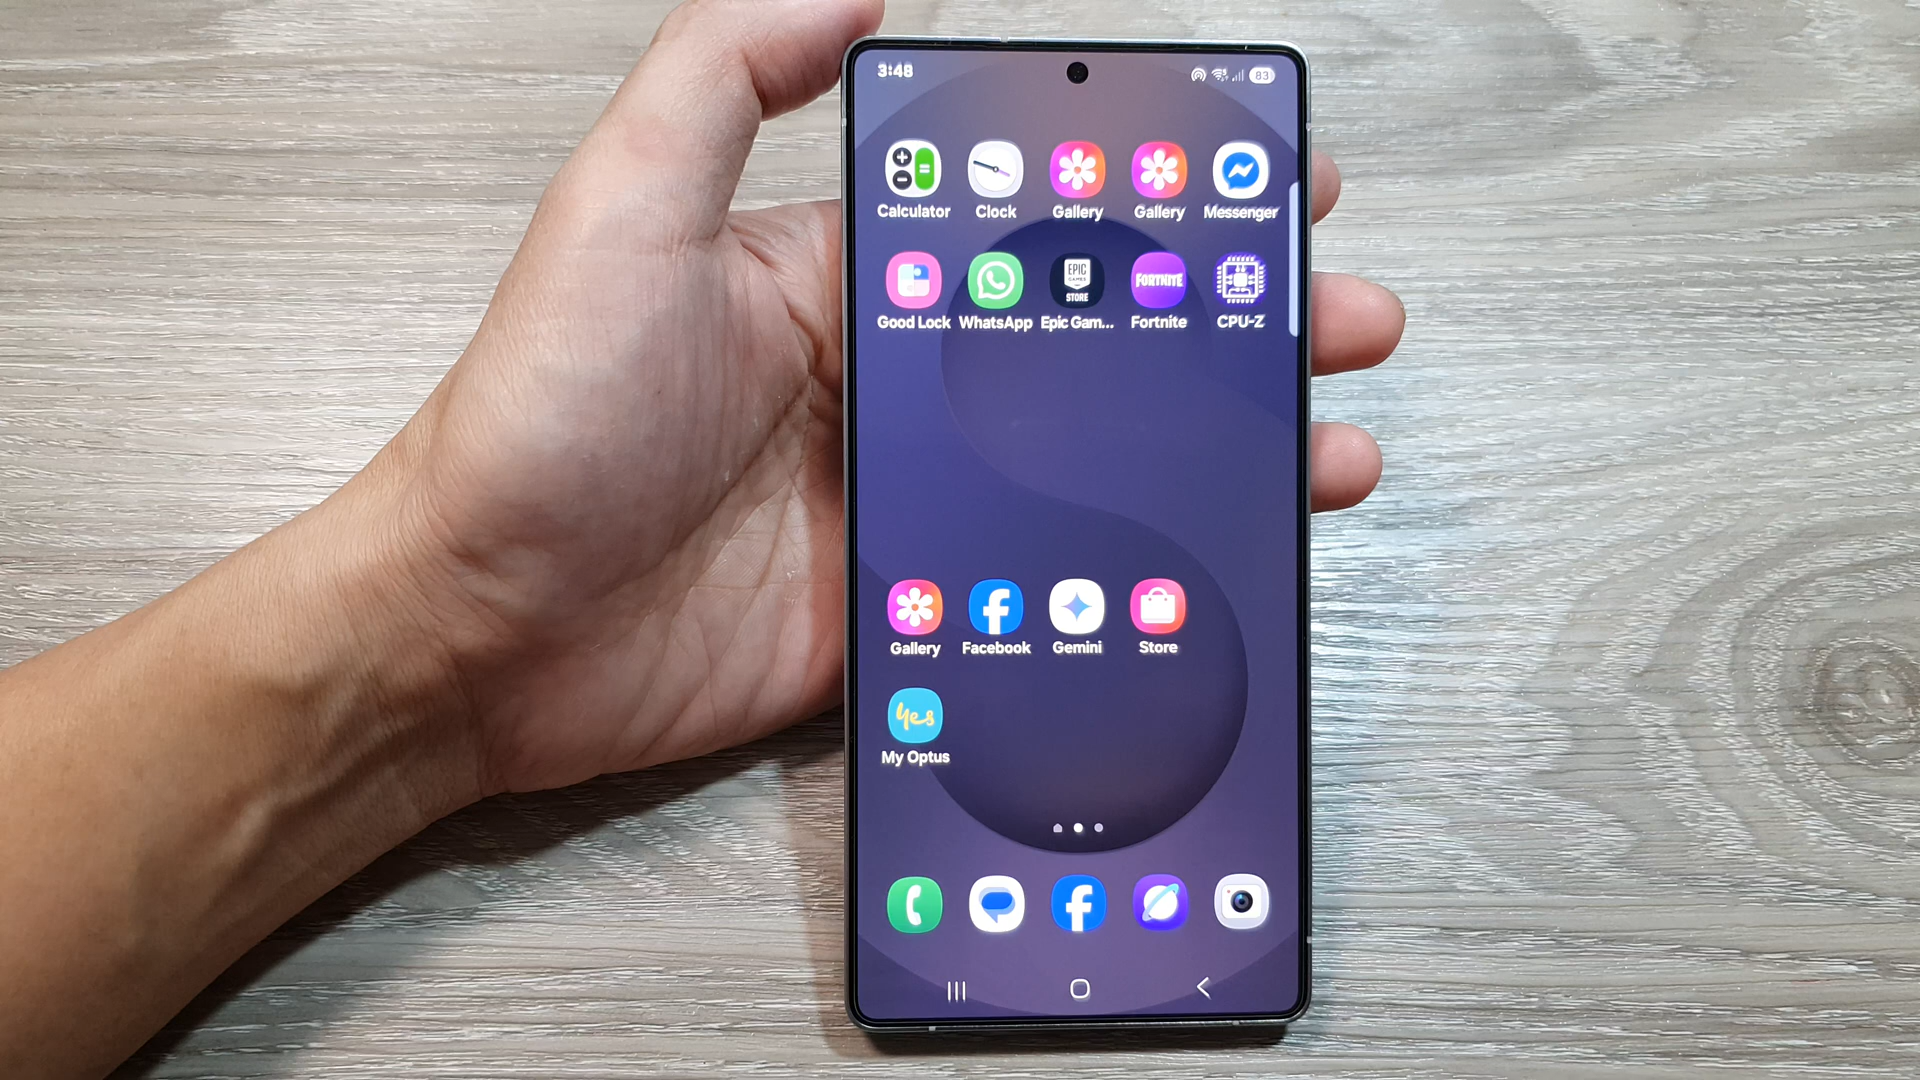 3:48 83
Calculator Clock Gallery Gallery Messenger
EPIC GAMES STORE FORTNITE
Good Lock WhatsApp Epic Gam... Fortnite CPU-Z
Gallery Facebook Gemini Store
yes
My Optus